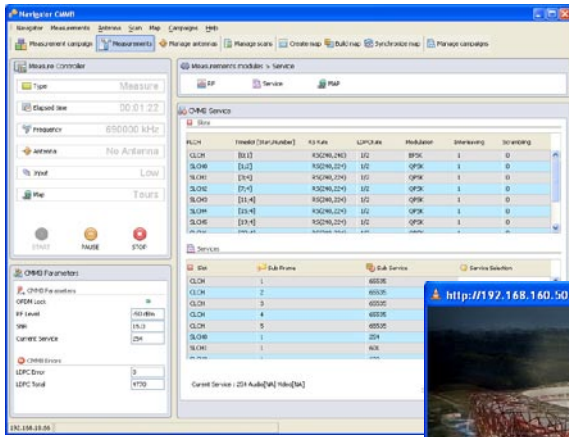 Navigator CMMB
Navigator Measurements Antenna Scan Map Campaigns Help
Measurement campaign Measurements Manage antennas Manage scans Create map Build map Synchronize map Manage campaigns
Measure Controller
Type Measure
Elapsed time 00:01:22
Frequency 690000 kHz
Antenna No Antenna
Input Low
Map Tours
START PAUSE STOP
CMMB Parameters
CMMB Parameters
OFDM Lock
RF Level -50 dBm
SNR
Current Service 254
CMMB Errors
LDPC Error 0
LDPC Total 4770
Measurements modules > Service
RF Service MAP
CMMB Service
Slots
TimeSlot [Start,Number] RS Rate LDPC Rate Modulation Interleaving Scrambling
CLCH [0;1] RS(240,240) 1/2 BPSK 1 0
SLCH0 [1;2] RS(240,224) 1/2 QPSK 1 0
SLCH1 [3;4] RS(240,224) 1/2 QPSK 1 0
SLCH2 [7;4] RS(240,224) 1/2 QPSK 1 0
SLCH3 [11;4] RS(240,224) 1/2 QPSK 1 0
SLCH4 [15;4] RS(240,224) 1/2 QPSK 1 0
SLCH5 [19;4] RS(240,224) 1/2 QPSK 1 0
Services
Slot Sub Frame Sub Service Service Selection
CLCH 1 65535
CLCH 2 65535
CLCH 3 65535
CLCH 4 65535
CLCH 5 65535
SLCH0 1 254
SLCH1 1 601
Current Service : 254 Audio[NA] Video[NA]
http://192.168.160.50